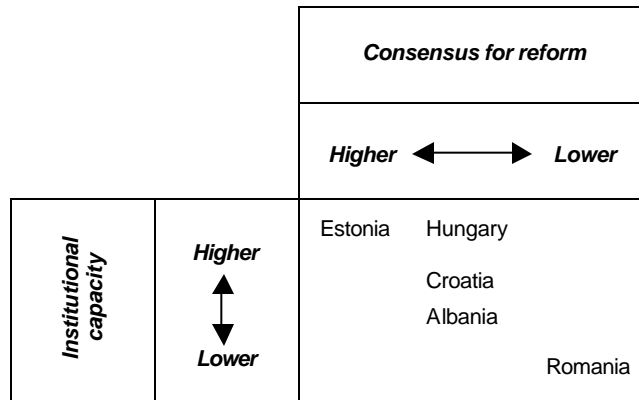 Consensus for reform
Higher Lower
Institutional
capacity
Higher
Lower
Estonia Hungary
Croatia
Albania
Romania